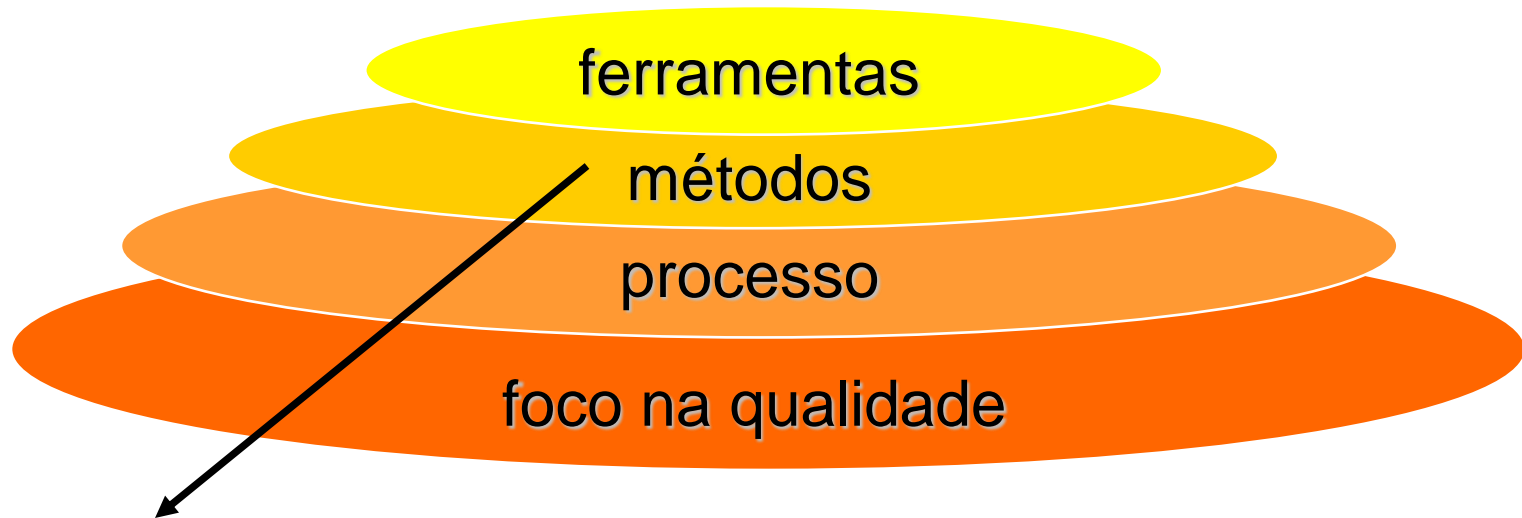 ferramentas
métodos
processo
foco na qualidade